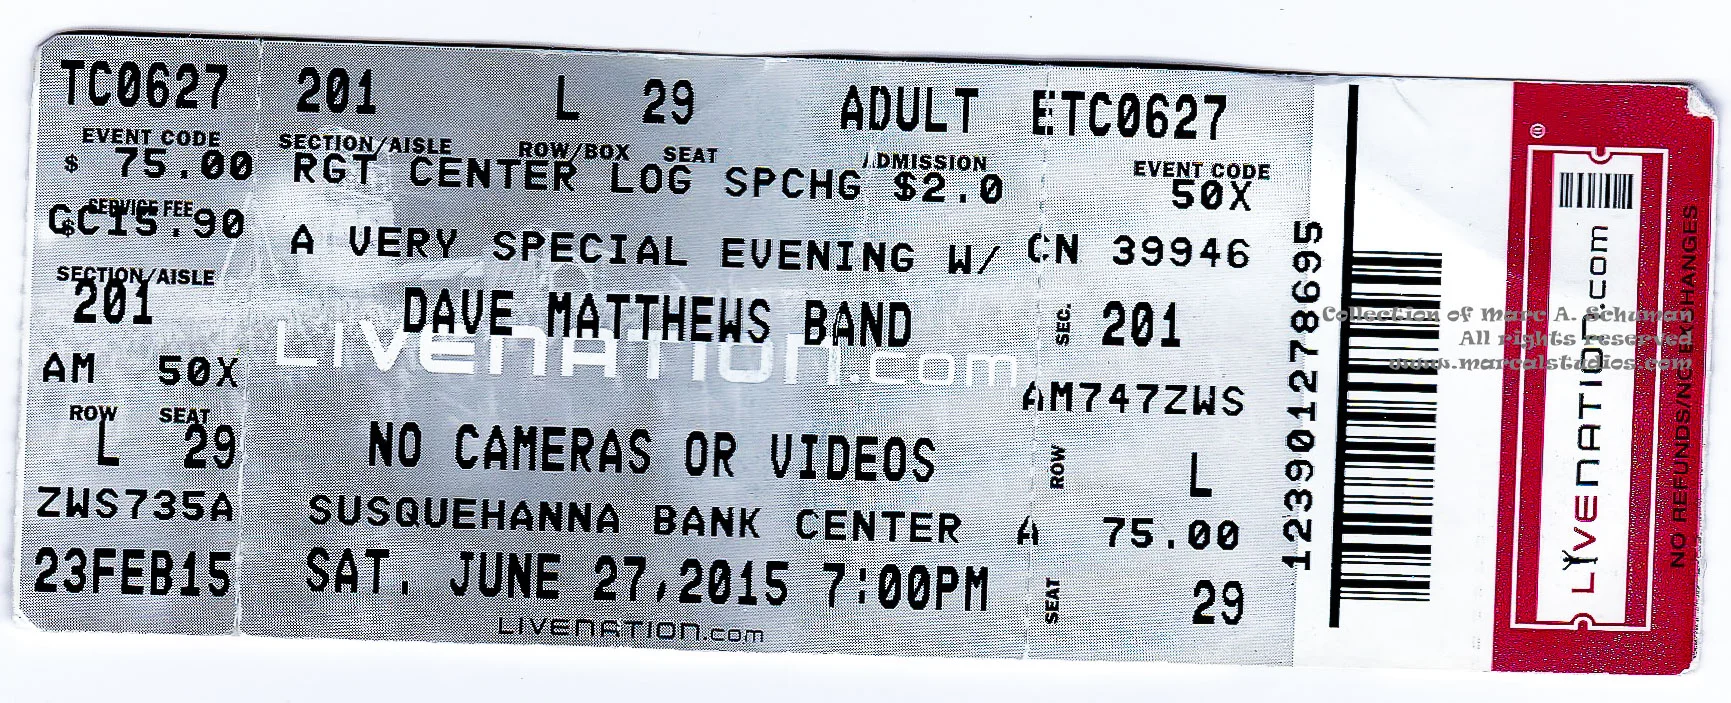 TC0627
EVENT CODE
$ 75.00
SERVICE FEE
$ 15.90
SECTION/AISLE
201
AM 50X
ROW SEAT
L 29
ZWS735A
23FEB15
201 L 29 ADULT
SECTION/AISLE ROW/BOX SEAT ADMISSION
RGT CENTER LOG SPCHG $2.0
A VERY SPECIAL EVENING W/
DAVE MATTHEWS BAND
LIVENATION.com
NO CAMERAS OR VIDEOS
SUSQUEHANNA BANK CENTER
SAT. JUNE 27,2015 7:00PM
LIVENATION.com
ETC0627
EVENT CODE
50X
CN 39946
SEC. 201
AM747ZWS
ROW L
A 75.00
SEAT 29
123901278695
Collection of Marc A. Schuman
All rights reserved
www.marcalstudios.com
LIVENATION.com
NO REFUNDS/NO EXCHANGES